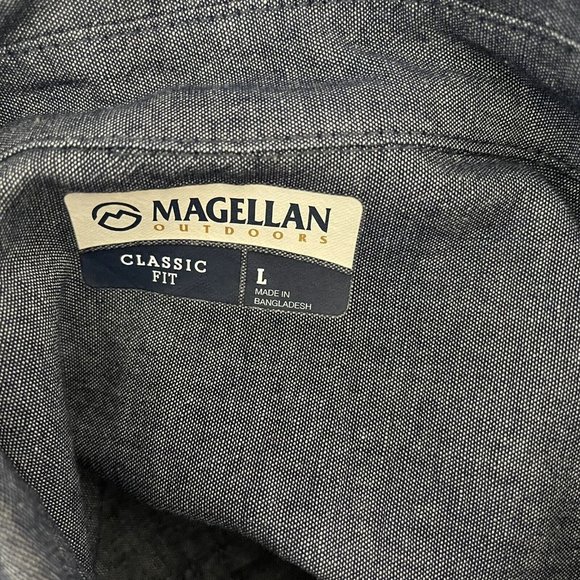 MAGELLAN
OUTDOORS
CLASSIC
FIT
L
MADE IN
BANGLADESH